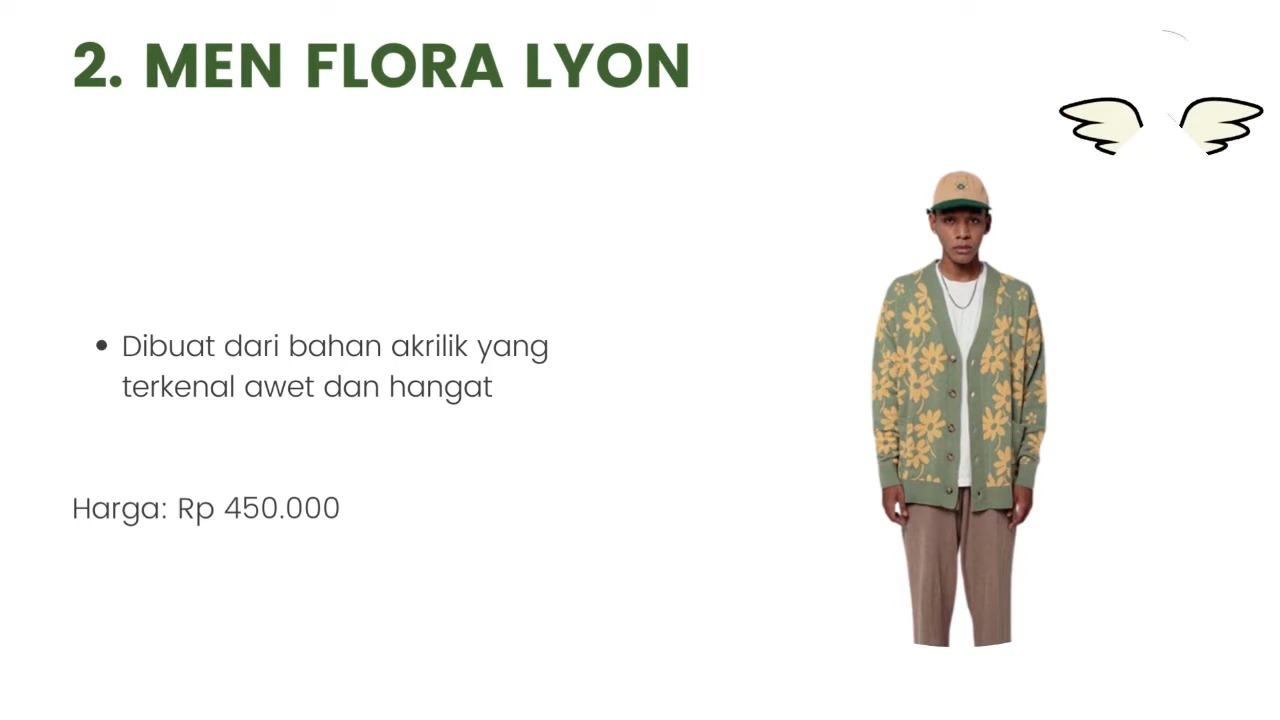 2. MEN FLORA LYON
• Dibuat dari bahan akrilik yang
terkenal awet dan hangat
Harga: Rp 450.000